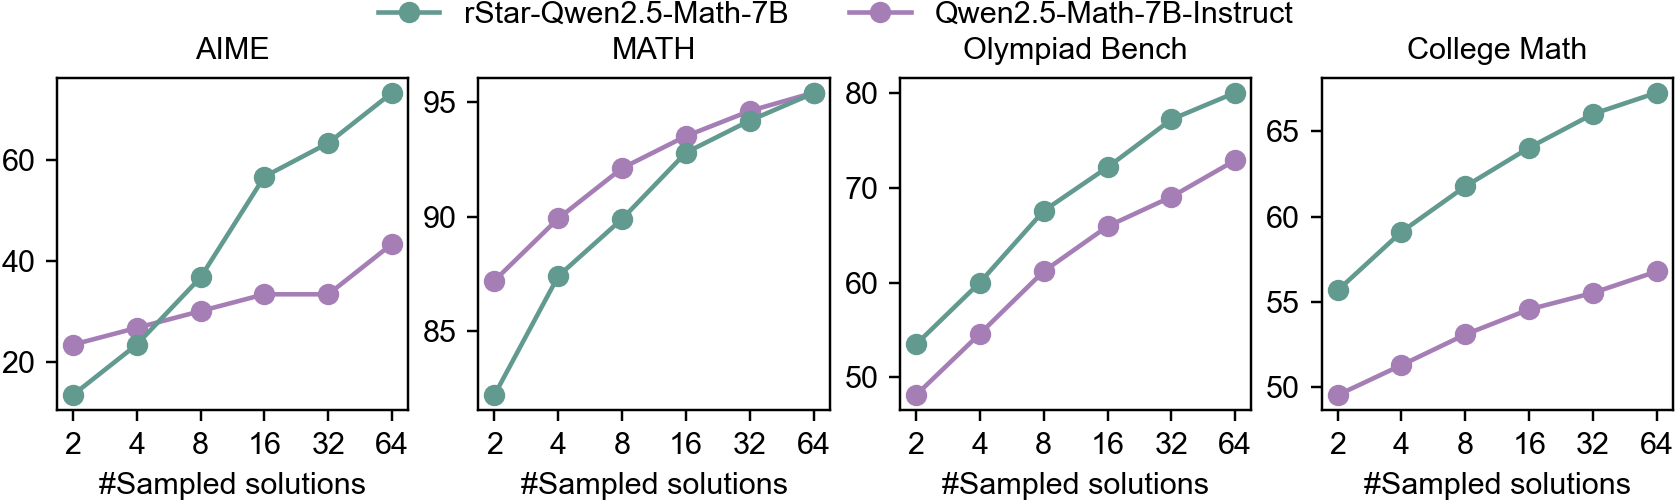 rStar-Qwen2.5-Math-7B Qwen2.5-Math-7B-Instruct
AIME
60
40
20
2 4 8 16 32 64
#Sampled solutions
MATH
95
90
85
2 4 8 16 32 64
#Sampled solutions
Olympiad Bench
80
70
60
50
2 4 8 16 32 64
#Sampled solutions
College Math
65
60
55
50
2 4 8 16 32 64
#Sampled solutions